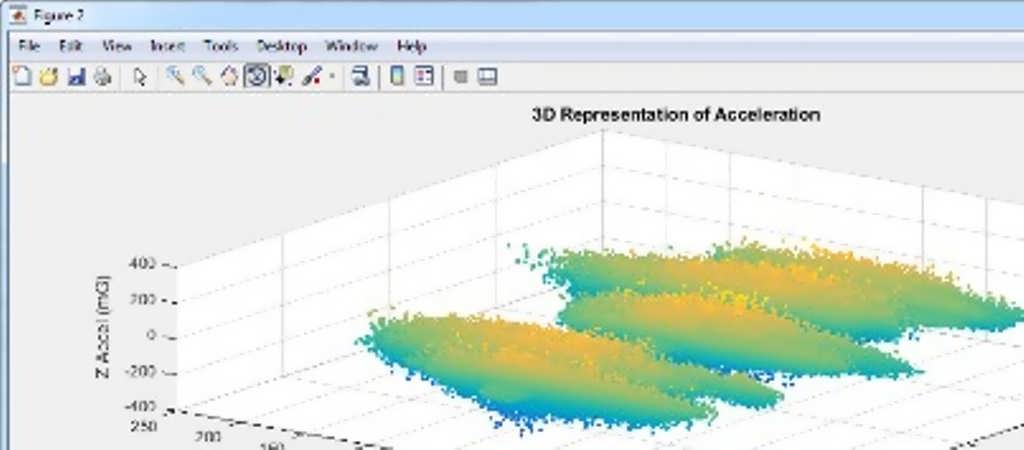 Figure 2
File Edit View Insert Tools Desktop Window Help
3D Representation of Acceleration
Z Accel (mG)
400
200
0
-200
-400
250
200